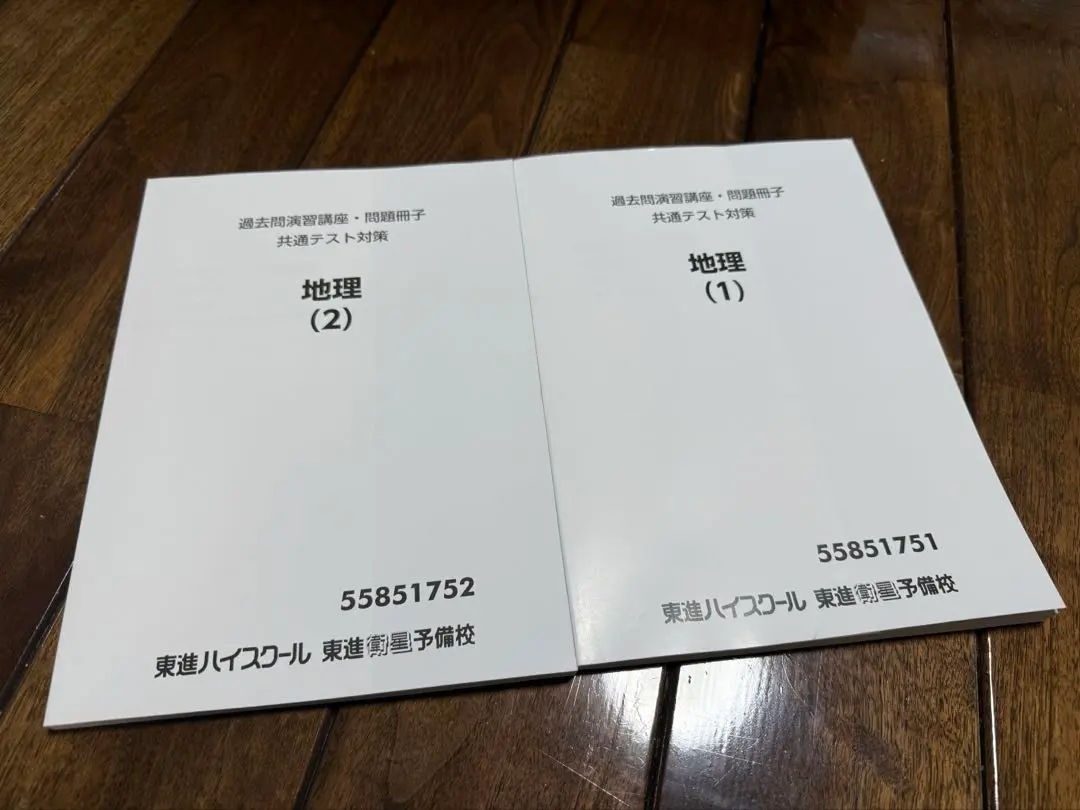 過去問演習講座・問題冊子
共通テスト対策
地理
(2)
55851752
東進ハイスクール 東進衛星予備校
過去問演習講座・問題冊子
共通テスト対策
地理
(1)
55851751
東進ハイスクール 東進衛星予備校